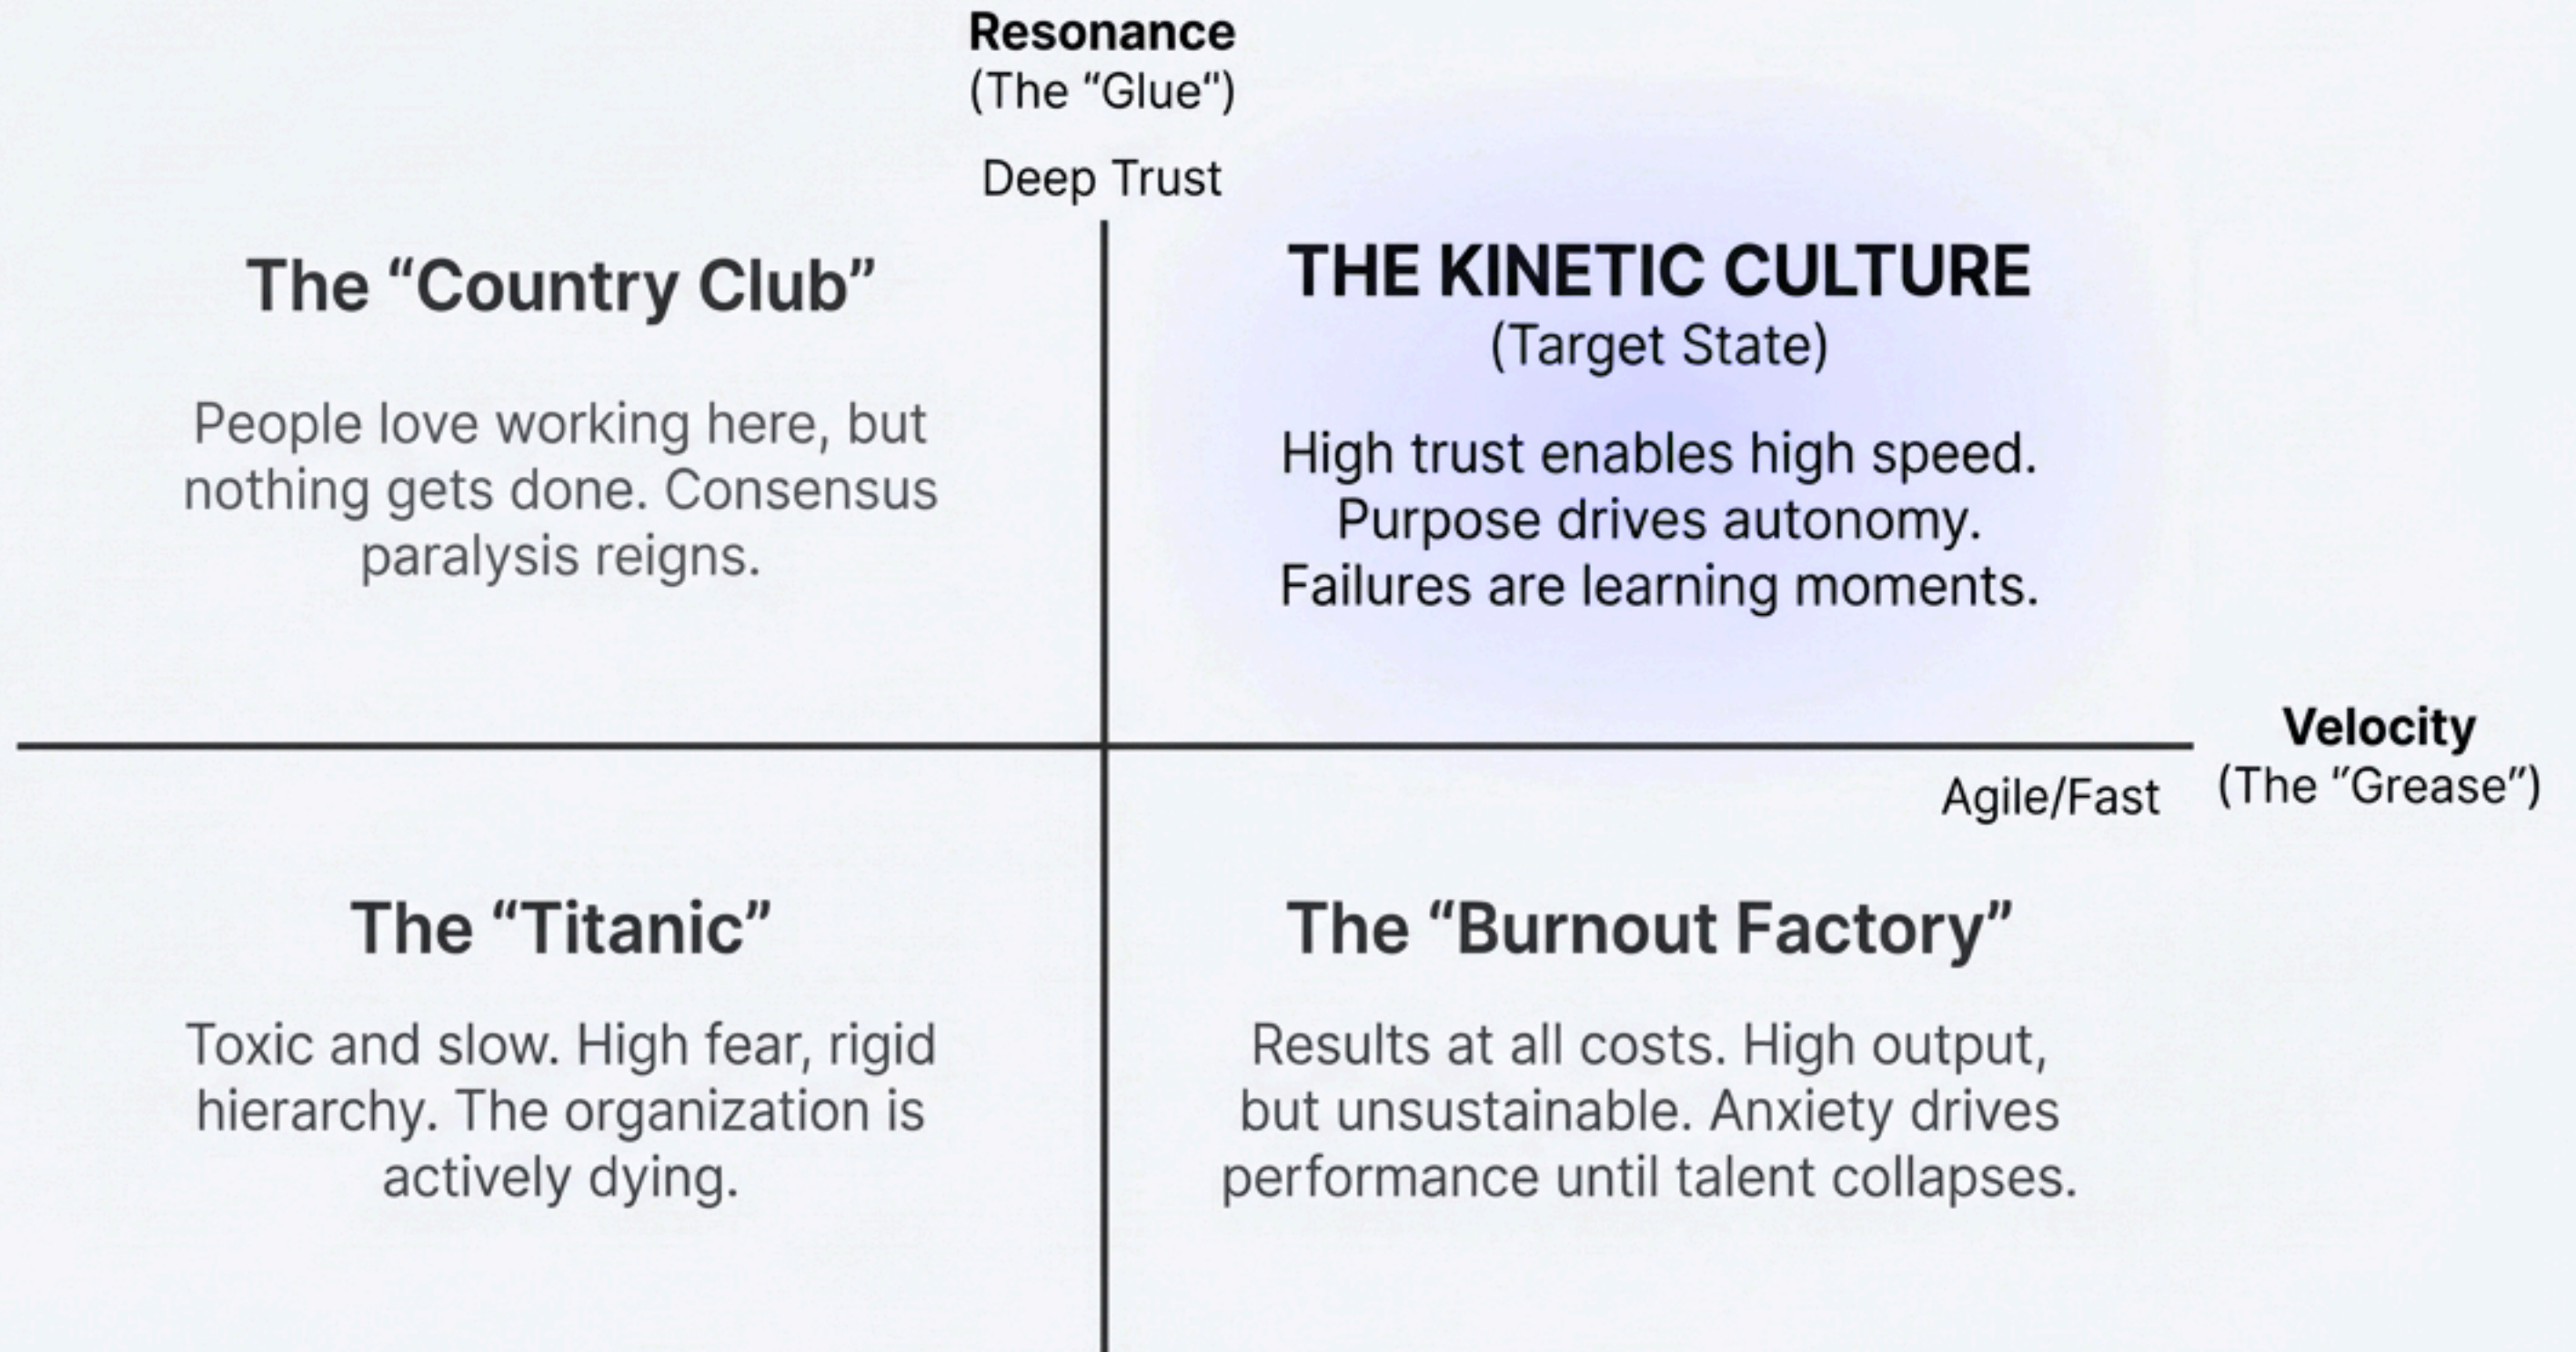 Resonance
(The “Glue“)
Deep Trust
The “Country Club”
People love working here, but
nothing gets done. Consensus
paralysis reigns.
THE KINETIC CULTURE
(Target State)
High trust enables high speed.
Purpose drives autonomy.
Failures are learning moments.
Velocity
(The “Grease”)
Agile/Fast
The “Titanic”
Toxic and slow. High fear, rigid
hierarchy. The organization is
actively dying.
The “Burnout Factory”
Results at all costs. High output,
but unsustainable. Anxiety drives
performance until talent collapses.